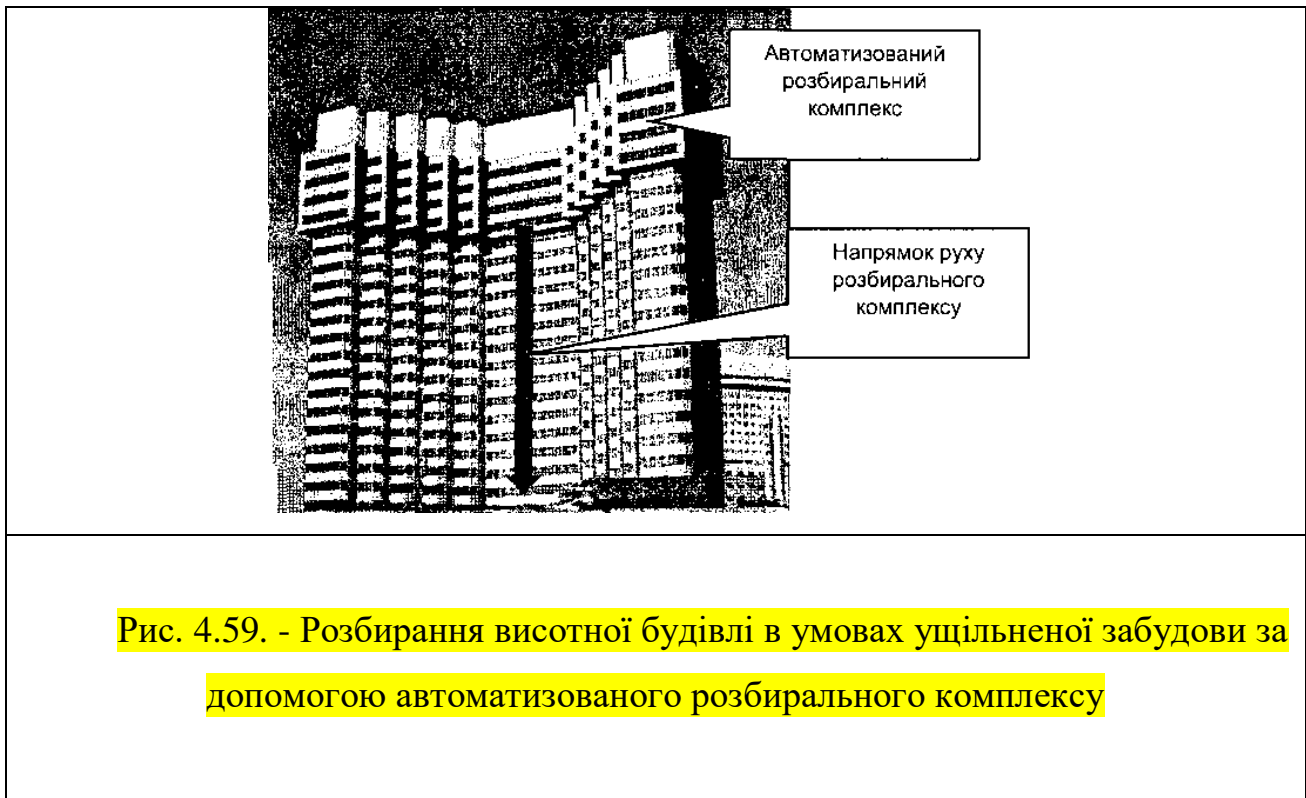 Автоматизований
розбиральний
комплекс
Напрямок руху
розбирального
комплексу
Рис. 4.59. - Розбирання висотної будівлі в умовах ущільненої забудови за
допомогою автоматизованого розбирального комплексу